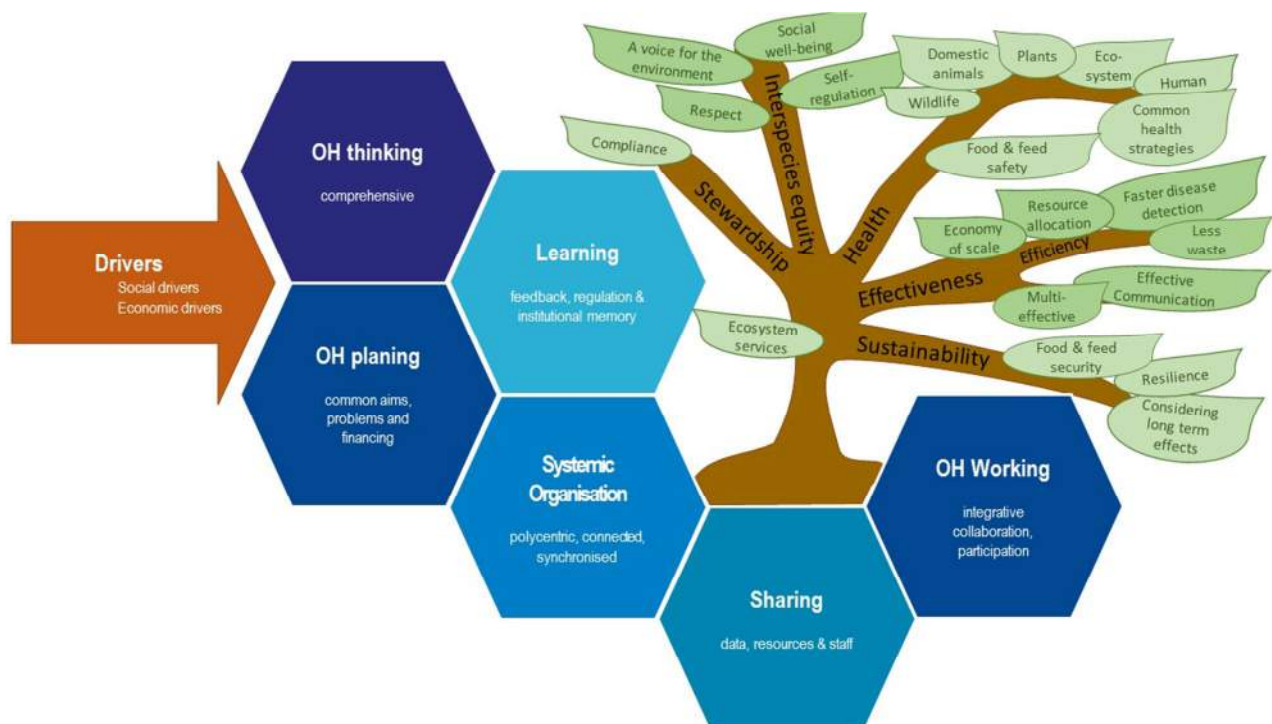 Drivers
Social drivers
Economic drivers
OH thinking
comprehensive
OH planing
common aims,
problems and
financing
Learning
feedback, regulation &
institutional memory
Systemic
Organisation
polycentric, connected,
synchronised
Sharing
data, resources & staff
OH Working
integrative
collaboration,
participation
Stewardship
Compliance
Ecosystem
services
Interspecies equity
A voice for the
environment
Social
well-being
Respect
Self-
regulation
Health
Domestic
animals
Plants
Eco-
system
Human
Wildlife
Common
health
strategies
Food & feed
safety
Effectiveness
Efficiency
Economy
of scale
Resource
allocation
Faster disease
detection
Less
waste
Multi-
effective
Effective
Communication
Sustainability
Food & feed
security
Resilience
Considering
long term
effects